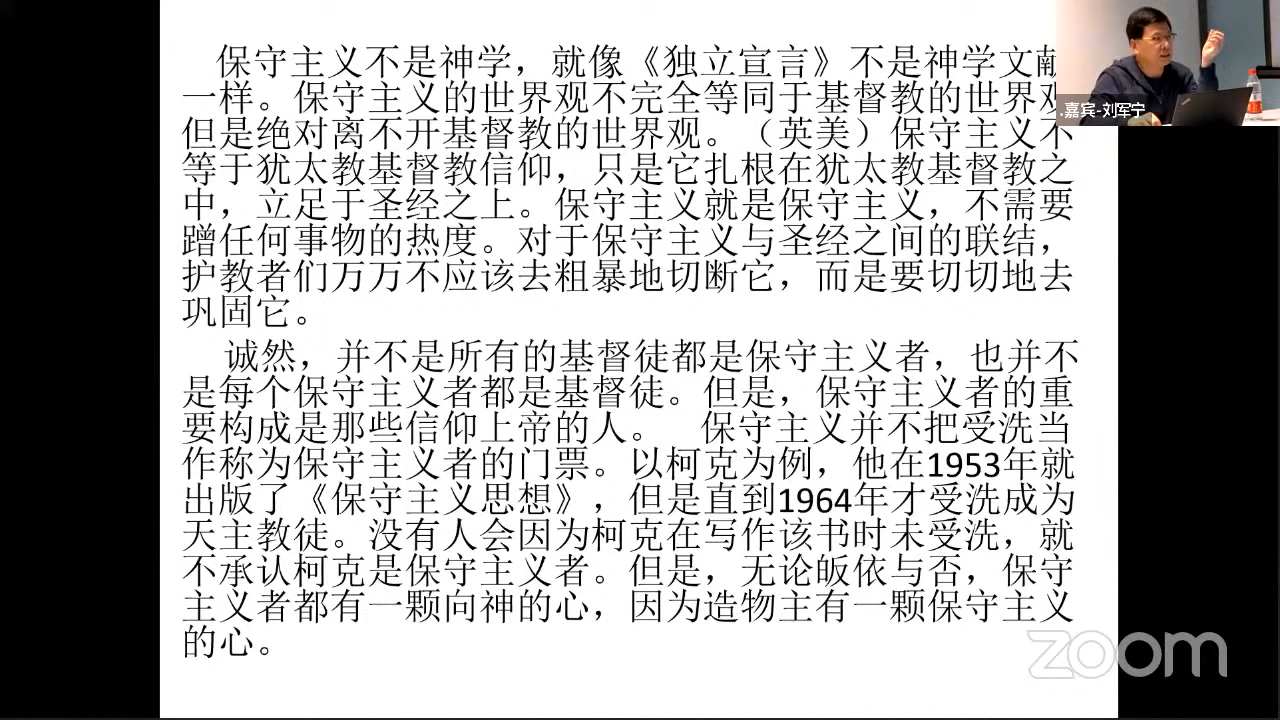 保守主义不是神学，就像《独立宣言》不是神学文献
一样。保守主义的世界观不完全等同于基督教的世界观
但是绝对离不开基督教的世界观。（英美）保守主义不
等于犹太教基督教信仰，只是它扎根在犹太教基督教之
中，立足于圣经之上。保守主义就是保守主义，不需要
蹭任何事物的热度。对于保守主义与圣经之间的联结，
护教者们万万不应该去粗暴地切断它，而是要切切地去
巩固它。
诚然，并不是所有的基督徒都是保守主义者，也并不
是每个保守主义者都是基督徒。但是，保守主义者的重
要构成是那些信仰上帝的人。 保守主义并不把受洗当
作称为保守主义者的门票。以柯克为例，他在1953年就
出版了《保守主义思想》，但是直到1964年才受洗成为
天主教徒。没有人会因为柯克在写作该书时未受洗，就
不承认柯克是保守主义者。但是，无论皈依与否，保守
主义者都有一颗向神的心，因为造物主有一颗保守主义
的心。
嘉宾-刘军宁
zoom